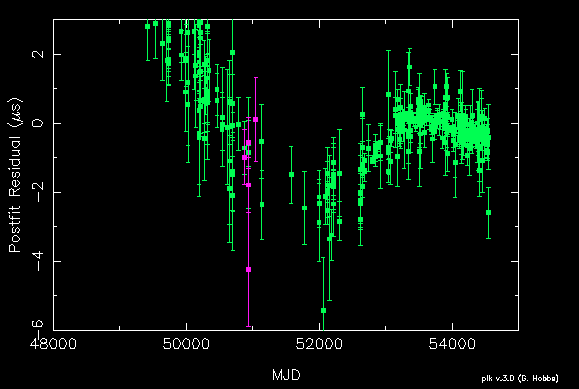 Postfit Residual (μs)
2
0
−2
−4
−6
48000 50000 52000 54000
MJD
plk v.3.0 (G. Hobbs)